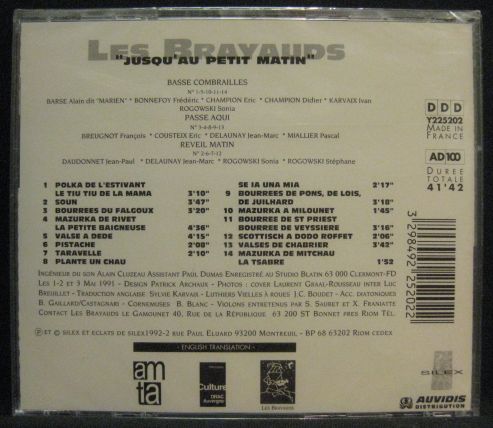 LES BRAYAUDS
"JUSQU'AU PETIT MATIN"
BASSE COMBRAILLES
N° 1-5-10-11-14
BARSE Alain dit "MARIEN" • BONNEFOY Frédéric • CHAMPION Eric • CHAMPION Didier • KARVAIX Ivan
ROGOWSKI Sonia
PASSE AQUI
N° 3-4-8-9-13
BREUGNOT François • COUSTEIX Eric • DELAUNAY Jean-Marc • MIALLIER Pascal
REVEIL MATIN
N° 2-6-7-12
DAUDONNET Jean-Paul • DELAUNAY Jean-Marc • ROGOWSKI Sonia • ROGOWSKI Stéphane
DDD
Y225202
MADE IN
FRANCE
AD100
DUREE
TOTALE
41'42
1 POLKA DE L'ESTIVANT
LE TIU TIU DE LA MAMA 3'10"
2 SOUN 3'47"
3 BOURREES DU FALGOUX 3'20"
4 MAZURKA DE RIVET
LA PETITE BAIGNEUSE 4'36"
5 VALSE A DEDE 4'15"
6 PISTACHE 2'08"
7 TARAVELLE 2'10"
8 PLANTE UN CHAU
SE IA UNA MIA 2'17"
9 BOURREES DE PONS, DE LOIS,
DE JUILHARD 3'18"
10 MAZURKA A MILOUNET 1'45"
11 BOURREE DE ST PRIEST
BOURREE DE VEYSSIERE 3'16"
12 SCOTTISCH A DODO ROFFET 2'06"
13 VALSES DE CHABRIER 3'42"
14 MAZURKA DE MITCHAU
LA TSABRE 1'52
3298492252022
INGÉNIEUR DU SON ALAIN CLUZEAU ASSISTANT PAUL DUMAS ENREGISTRÉ AU STUDIO BLATIN 63 000 CLERMONT-FD
LES 1-2 ET 3 MAI 1991 - DESIGN PATRICK ARCHAUX - PHOTOS : COVER LAURENT GIRAAL-ROUSSEAU INTER LUC
BREUILLET - TRADUCTION ANGLAISE SYLVIE KARVAIX - LUTHERIES VIELLES À ROUES J.C. BOUDET - ACC. DIATONIQUES
B. GAILLARD/CASTAGNARI - CORNEMUSES B. BLANC - VIOLONS ENTRETENUS PAR S. SAURET ET X. FRANIATTE
CONTACT LES BRAYAUDS LE GAMOUNET 40, RUE DE LA RÉPUBLIQUE 63 200 ST BONNET PRES RIOM TÉL.
Ⓟ ET © SILEX ET ECLATS DE SILEX 1992-2 RUE PAUL ELUARD 93200 MONTREUIL - BP 68 63202 RIOM CEDEX
- ENGLISH TRANSLATION -
amta
Culture
DRAC
Auvergne
LES BRAYAUDS
SILEX
AUVIDIS
DISTRIBUTION